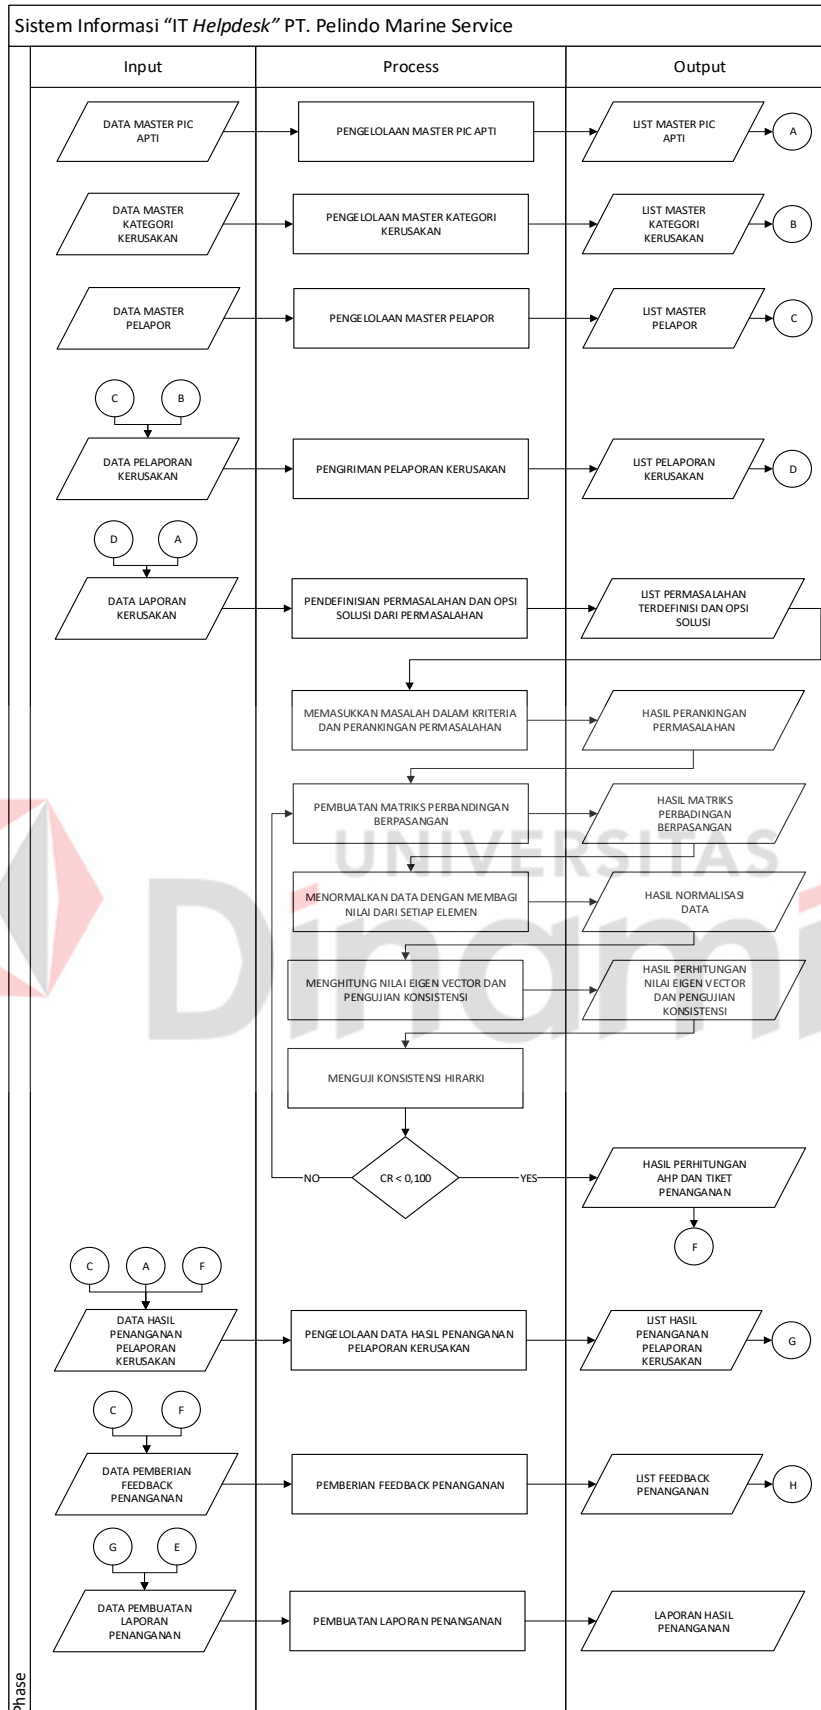 Sistem Informasi “IT Helpdesk” PT. Pelindo Marine Service
Input
Process
Output
DATA MASTER PIC
APTI
PENGELOLAAN MASTER PIC APTI
LIST MASTER PIC
APTI
A
DATA MASTER
KATEGORI
KERUSAKAN
PENGELOLAAN MASTER KATEGORI
KERUSAKAN
LIST MASTER
KATEGORI
KERUSAKAN
B
DATA MASTER
PELAPOR
PENGELOLAAN MASTER PELAPOR
LIST MASTER
PELAPOR
C
C
B
DATA PELAPORAN
KERUSAKAN
PENGIRIMAN PELAPORAN KERUSAKAN
LIST PELAPORAN
KERUSAKAN
D
D
A
DATA LAPORAN
KERUSAKAN
PENDEFINISIAN PERMASALAHAN DAN OPSI
SOLUSI DARI PERMASALAHAN
LIST PERMASALAHAN
TERDEFINISI DAN OPSI
SOLUSI
MEMASUKKAN MASALAH DALAM KRITERIA
DAN PERANKINGAN PERMASALAHAN
HASIL PERANKINGAN
PERMASALAHAN
PEMBUATAN MATRIKS PERBANDINGAN
BERPASANGAN
HASIL MATRIKS
PERBADINGAN
BERPASANGAN
UNIVERSITAS
Dinami
MENORMALKAN DATA DENGAN MEMBAGI
NILAI DARI SETIAP ELEMEN
HASIL NORMALISASI
DATA
MENGHITUNG NILAI EIGEN VECTOR DAN
PENGUJIAN KONSISTENSI
HASIL PERHITUNGAN
NILAI EIGEN VECTOR
DAN PENGUJIAN
KONSISTENSI
MENGUJI KONSISTENSI HIRARKI
NO
CR < 0,100
YES
HASIL PERHITUNGAN
AHP DAN TIKET
PENANGANAN
F
C
A
F
DATA HASIL
PENANGANAN
PELAPORAN
KERUSAKAN
PENGELOLAAN DATA HASIL PENANGANAN
PELAPORAN KERUSAKAN
LIST HASIL
PENANGANAN
PELAPORAN
KERUSAKAN
G
C
F
DATA PEMBERIAN
FEEDBACK
PENANGANAN
PEMBERIAN FEEDBACK PENANGANAN
LIST FEEDBACK
PENANGANAN
H
G
E
DATA PEMBUATAN
LAPORAN
PENANGANAN
PEMBUATAN LAPORAN PENANGANAN
LAPORAN HASIL
PENANGANAN
Phase